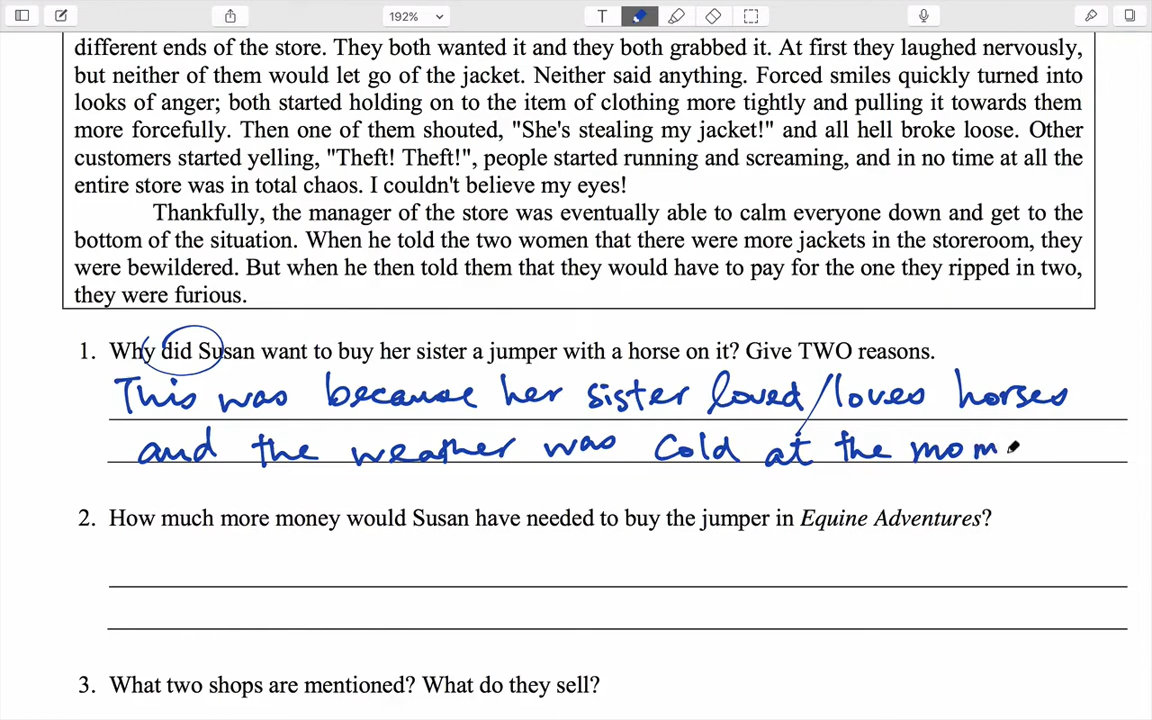 192%
T
different ends of the store. They both wanted it and they both grabbed it. At first they laughed nervously,
but neither of them would let go of the jacket. Neither said anything. Forced smiles quickly turned into
looks of anger; both started holding on to the item of clothing more tightly and pulling it towards them
more forcefully. Then one of them shouted, "She's stealing my jacket!" and all hell broke loose. Other
customers started yelling, "Theft! Theft!", people started running and screaming, and in no time at all the
entire store was in total chaos. I couldn't believe my eyes!
Thankfully, the manager of the store was eventually able to calm everyone down and get to the
bottom of the situation. When he told the two women that there were more jackets in the storeroom, they
were bewildered. But when he then told them that they would have to pay for the one they ripped in two,
they were furious.
1. Why did Susan want to buy her sister a jumper with a horse on it? Give TWO reasons.
This was because her sister loved/loves horses
and the weather was cold at the mom
2. How much more money would Susan have needed to buy the jumper in Equine Adventures?
3. What two shops are mentioned? What do they sell?